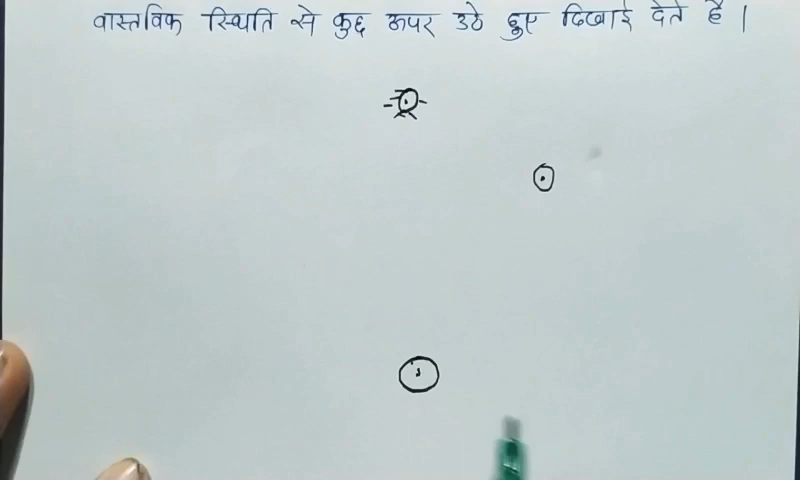 वास्तविक स्थिति से कुछ ऊपर उठे हुए दिखाई देते है ।